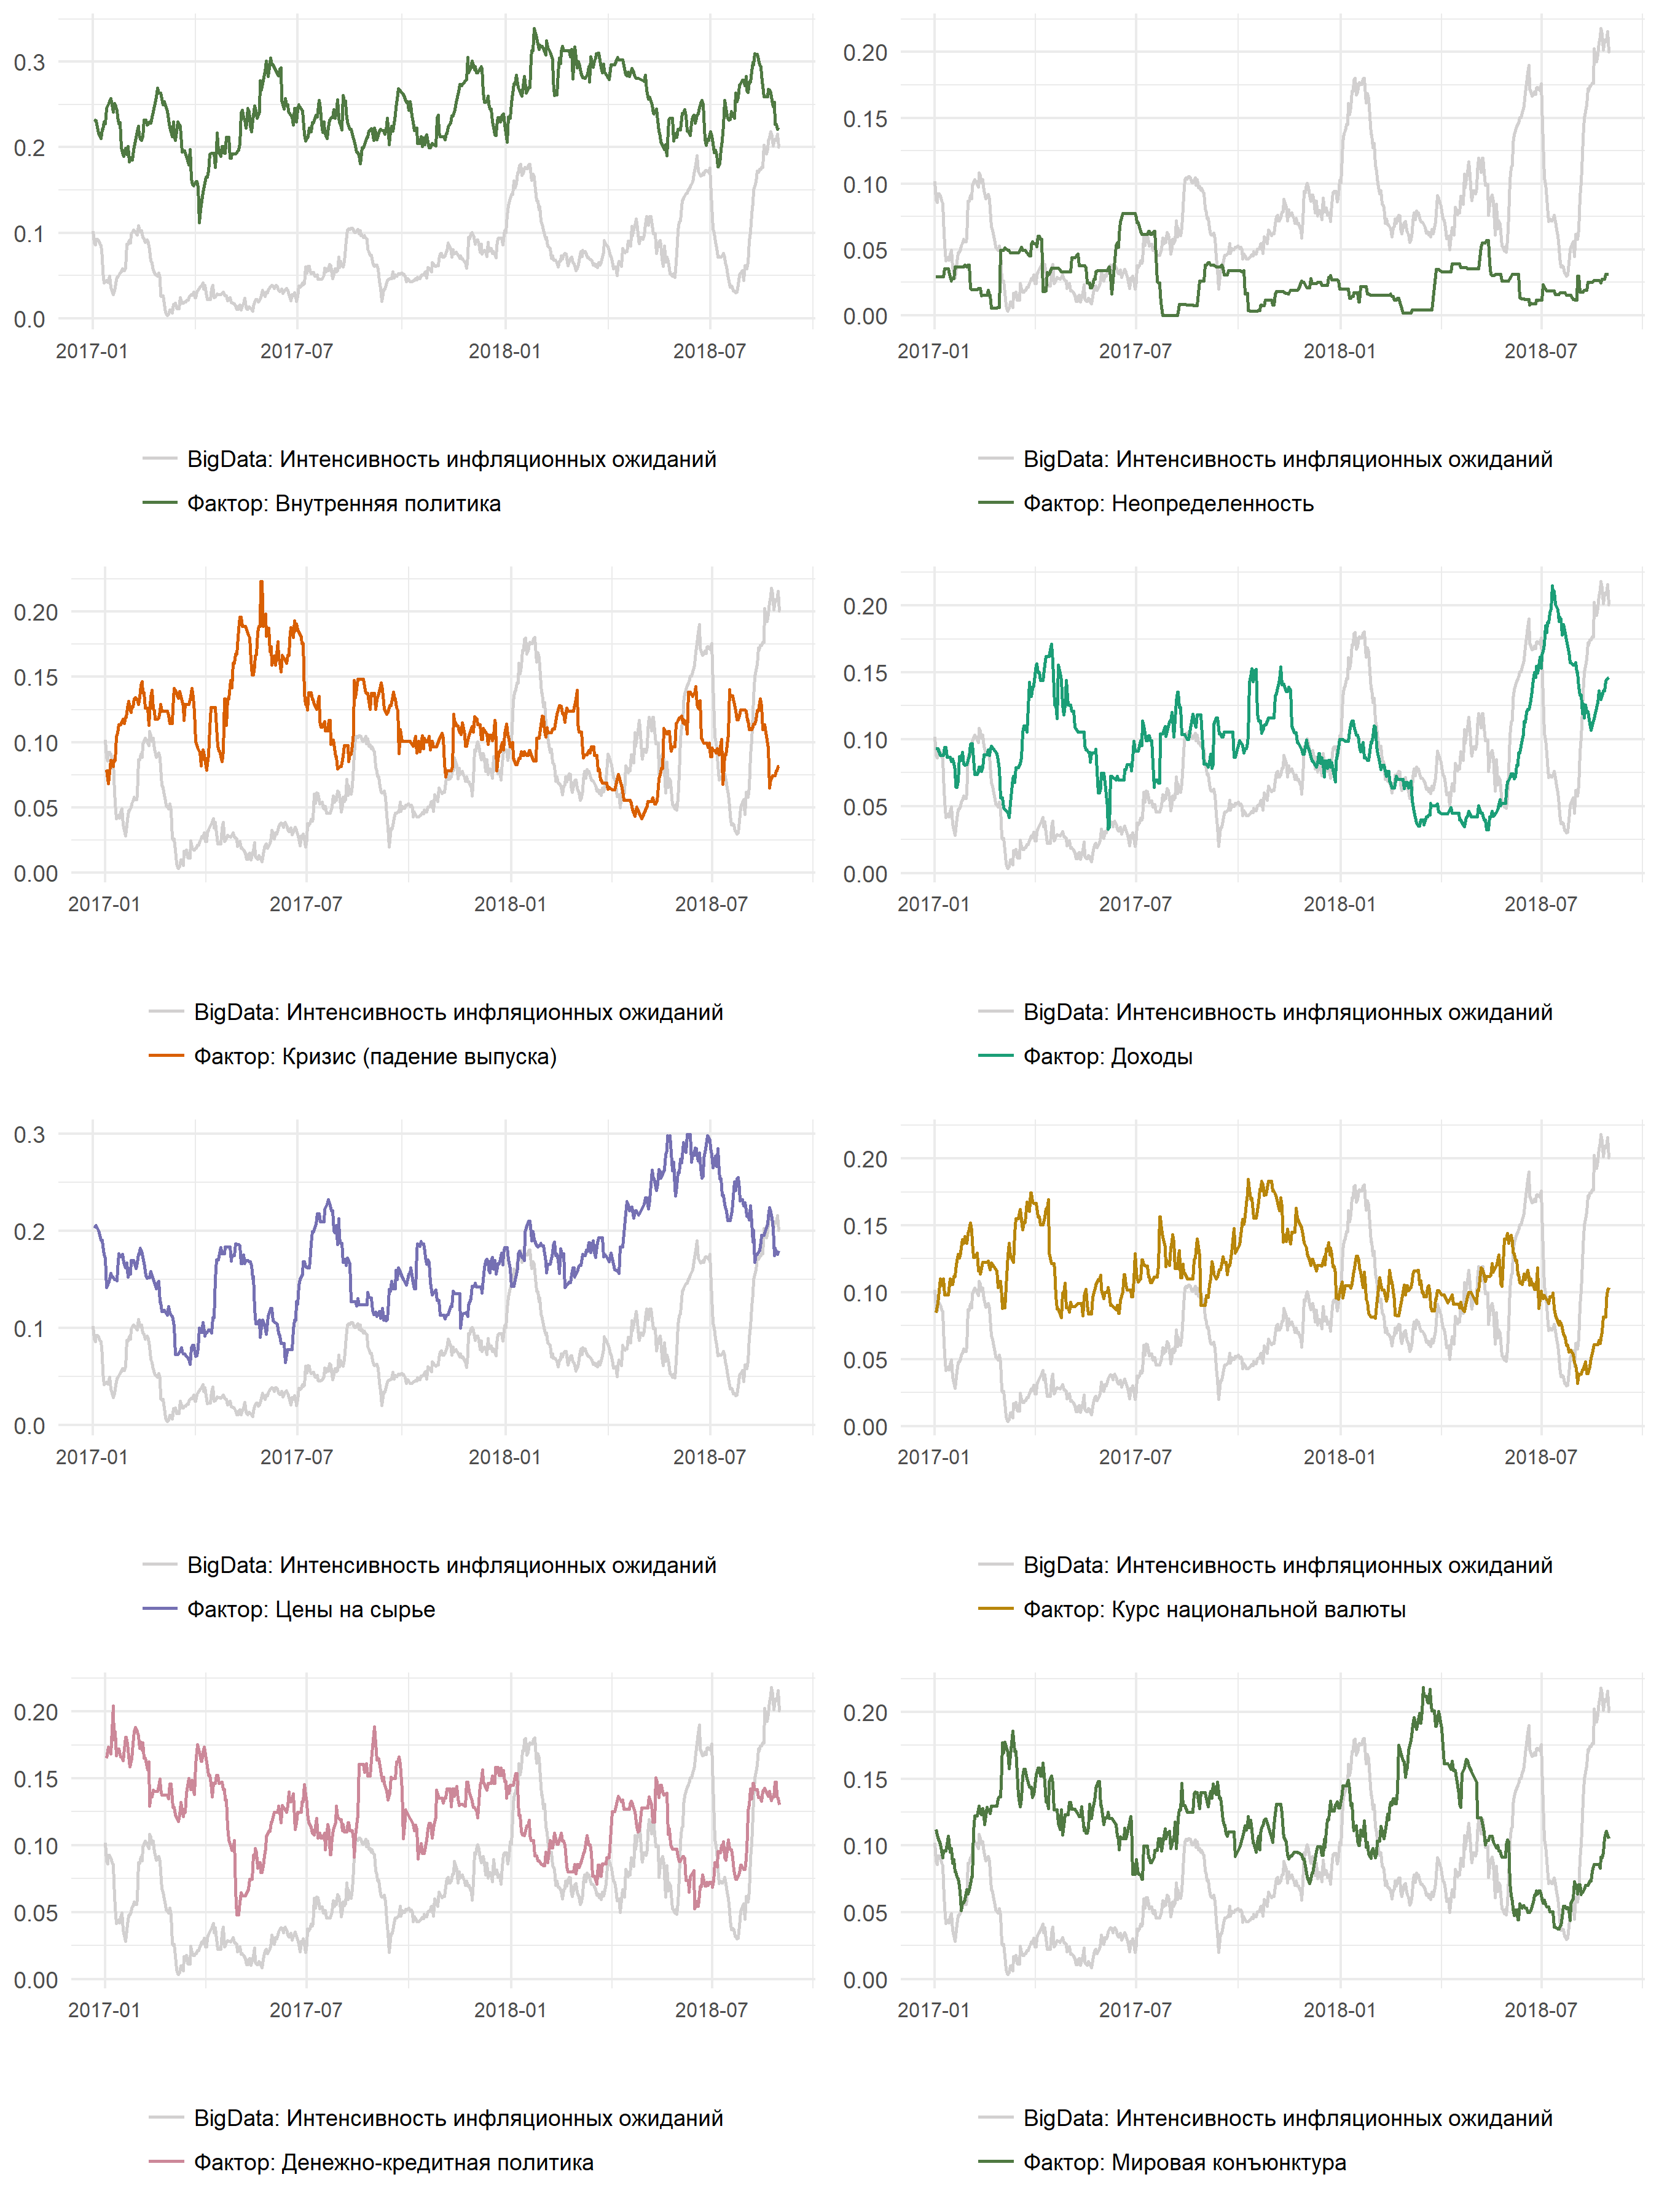 0.3
0.2
0.1
0.0
2017-01 2017-07 2018-01 2018-07
BigData: Интенсивность инфляционных ожиданий
Фактор: Внутренняя политика
0.20
0.15
0.10
0.05
0.00
2017-01 2017-07 2018-01 2018-07
BigData: Интенсивность инфляционных ожиданий
Фактор: Неопределенность
0.20
0.15
0.10
0.05
0.00
2017-01 2017-07 2018-01 2018-07
BigData: Интенсивность инфляционных ожиданий
Фактор: Кризис (падение выпуска)
0.20
0.15
0.10
0.05
0.00
2017-01 2017-07 2018-01 2018-07
BigData: Интенсивность инфляционных ожиданий
Фактор: Доходы
0.3
0.2
0.1
0.0
2017-01 2017-07 2018-01 2018-07
BigData: Интенсивность инфляционных ожиданий
Фактор: Цены на сырье
0.20
0.15
0.10
0.05
0.00
2017-01 2017-07 2018-01 2018-07
BigData: Интенсивность инфляционных ожиданий
Фактор: Курс национальной валюты
0.20
0.15
0.10
0.05
0.00
2017-01 2017-07 2018-01 2018-07
BigData: Интенсивность инфляционных ожиданий
Фактор: Денежно-кредитная политика
0.20
0.15
0.10
0.05
0.00
2017-01 2017-07 2018-01 2018-07
BigData: Интенсивность инфляционных ожиданий
Фактор: Мировая конъюнктура